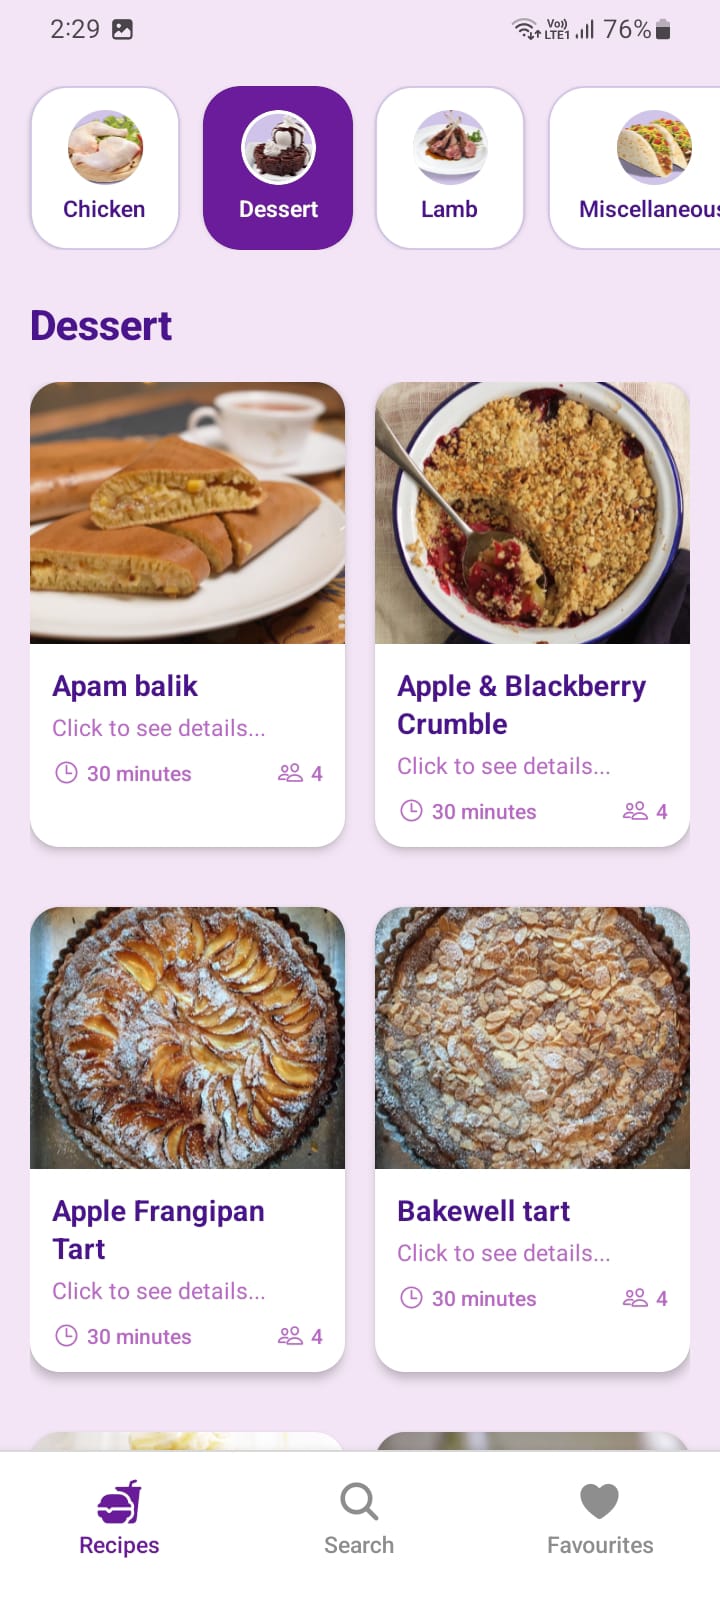 2:29
Vo)) LTE1 76%
Chicken
Dessert
Lamb
Miscellaneous
Dessert
Apam balik
Click to see details...
30 minutes 4
Apple & Blackberry
Crumble
Click to see details...
30 minutes 4
Apple Frangipan
Tart
Click to see details...
30 minutes 4
Bakewell tart
Click to see details...
30 minutes 4
Recipes
Search
Favourites